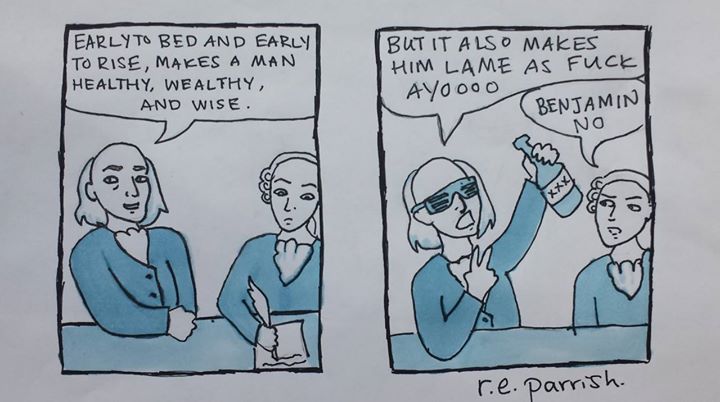 EARLY TO BED AND EARLY
TO RISE, MAKES A MAN
HEALTHY, WEALTHY,
AND WISE.
BUT IT ALSO MAKES
HIM LAME AS FUCK
AYOOOO
BENJAMIN
NO
XXX
r.e. parrish.